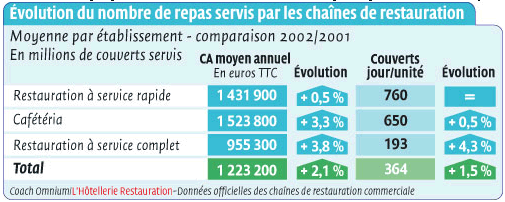 Évolution du nombre de repas servis par les chaînes de restauration
Moyenne par établissement - comparaison 2002/2001
En millions de couverts servis
CA moyen annuel
En euros TTC
Évolution
Couverts
jour/unité
Évolution
Restauration à service rapide 1 431 900 + 0,5 % 760 =
Cafétéria 1 523 800 + 3,3 % 650 + 0,5 %
Restauration à service complet 955 300 + 3,8 % 193 + 4,3 %
Total 1 223 200 + 2,1 % 364 + 1,5 %
Coach Omnium/L'Hôtellerie Restauration-Données officielles des chaînes de restauration commerciale